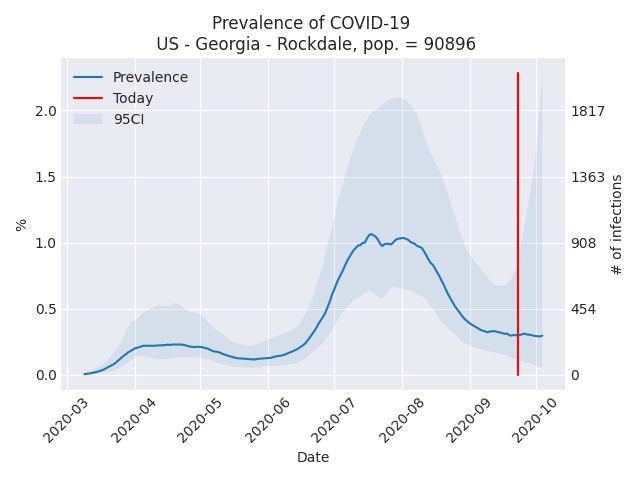 Prevalence of COVID-19
US - Georgia - Rockdale, pop. = 90896
Prevalence
Today
95CI
2.0
1.5
1.0
0.5
0.0
%
1817
1363
908
454
0
# of infections
2020-03
2020-04
2020-05
2020-06
2020-07
2020-08
2020-09
2020-10
Date